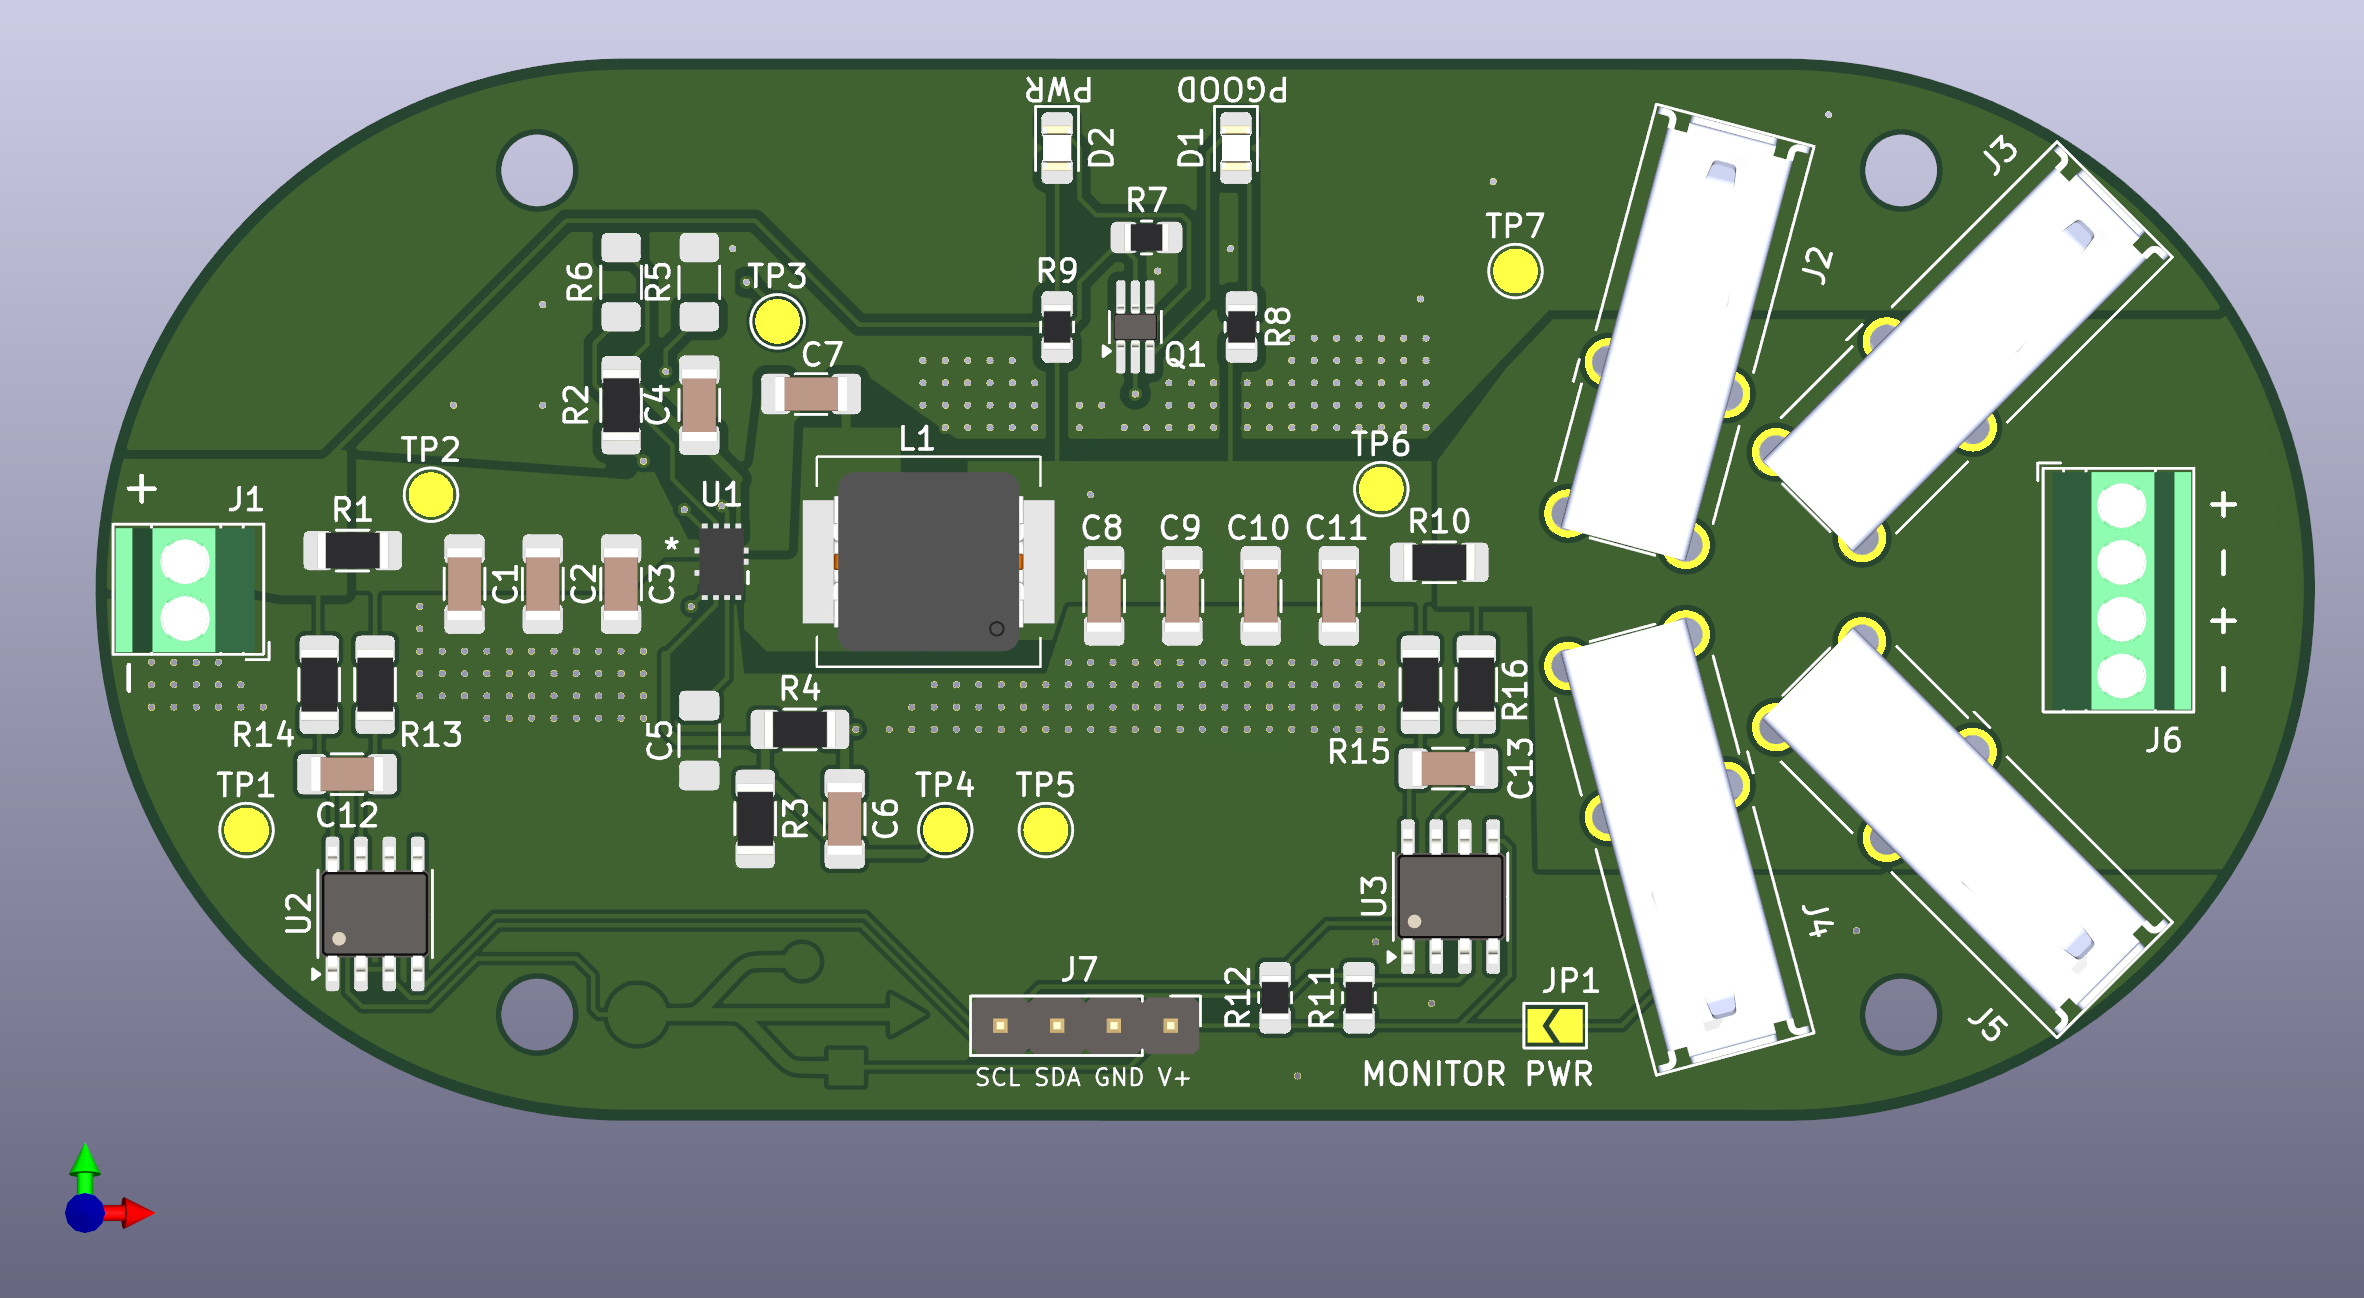 PWR
PGOOD
D2
D1
J3
R7
TP7
J2
R6
R5
TP3
R9
R8
C7
Q1
R2
C4
L1
TP2
TP6
+
J1
R1
U1
*
C8
C9
C10
C11
R10
+
-
+
-
C1
C2
C3
-
R4
R16
R14
R13
C5
R15
C13
J6
TP1
C12
R3
C6
TP4
TP5
U2
U3
J4
J7
R12
R11
JP1
J5
SCL SDA GND V+
MONITOR PWR